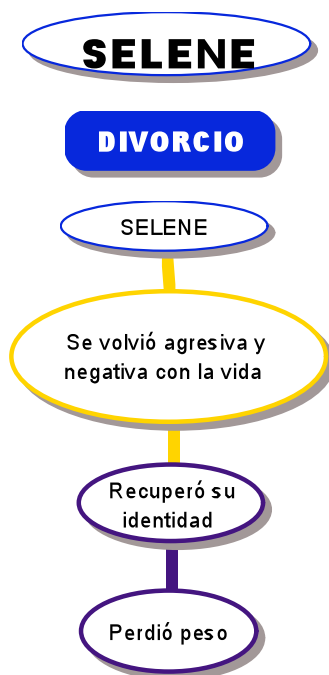 SELENE
DIVORCIO
SELENE
Se volvió agresiva y
negativa con la vida
Recuperó su
identidad
Perdió peso